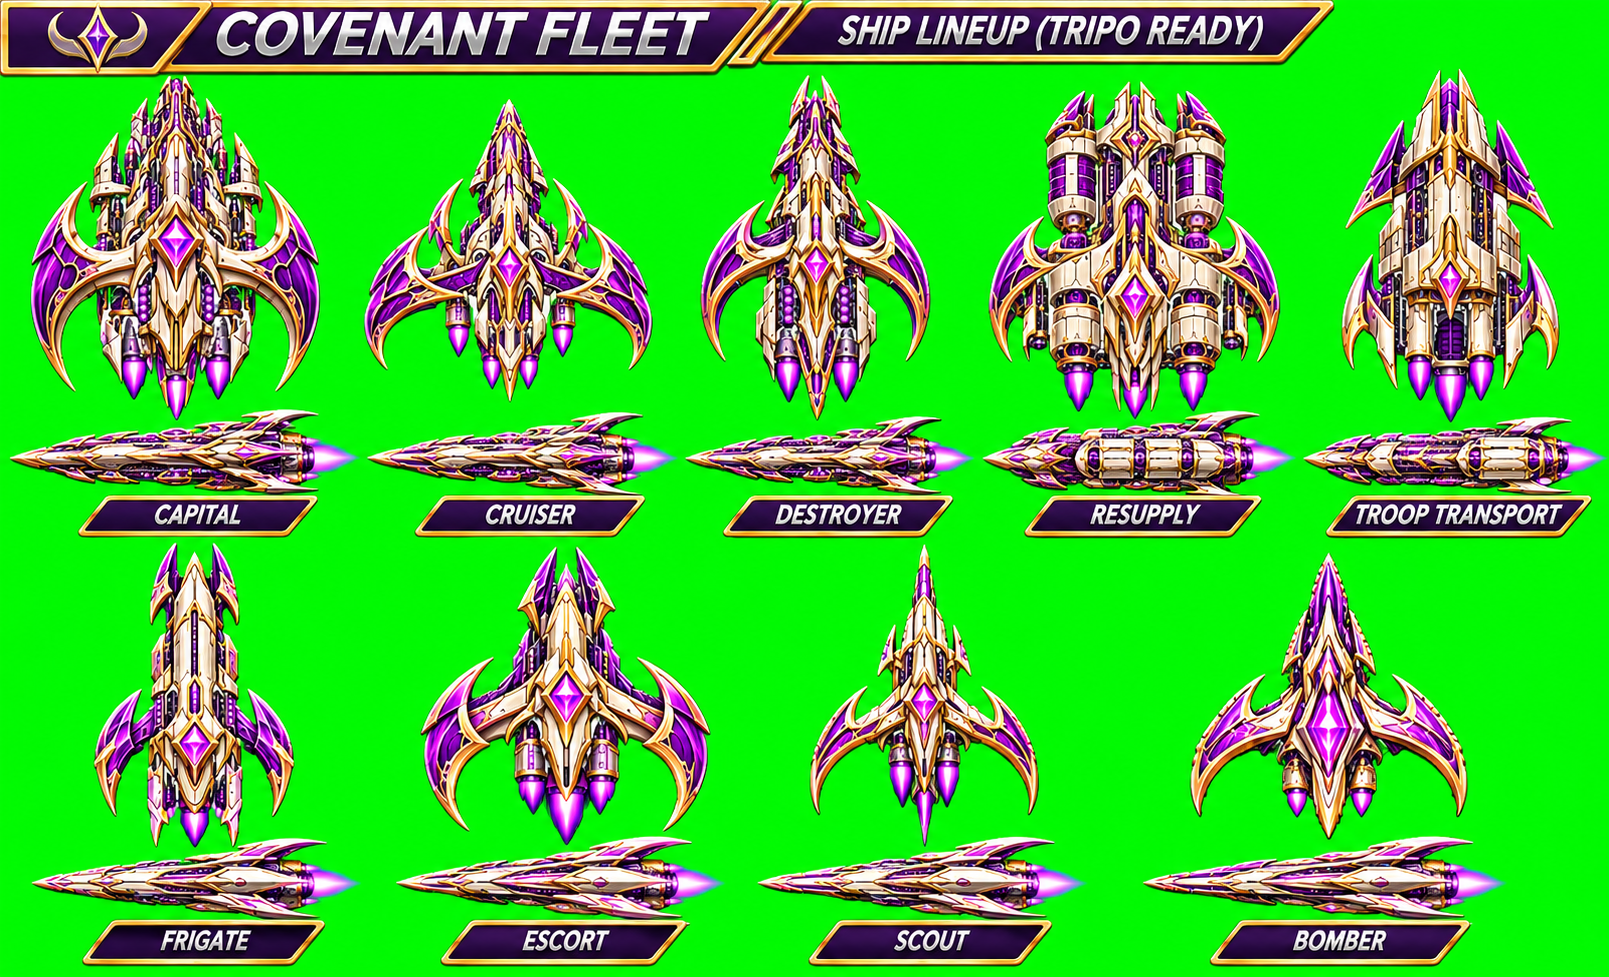 COVENANT FLEET
SHIP LINEUP (TRIPO READY)
CAPITAL
CRUISER
DESTROYER
RESUPPLY
TROOP TRANSPORT
FRIGATE
ESCORT
SCOUT
BOMBER